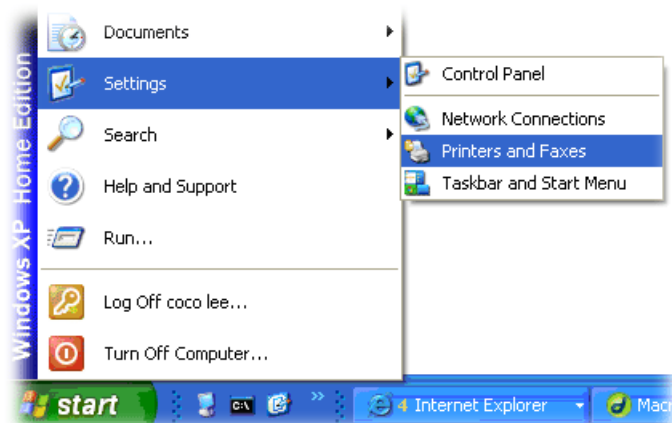 Windows XP Home Edition
Documents
Settings
Search
Help and Support
Run...
Log Off coco lee...
Turn Off Computer...
Control Panel
Network Connections
Printers and Faxes
Taskbar and Start Menu
start
C:\
»
4 Internet Explorer
Macr